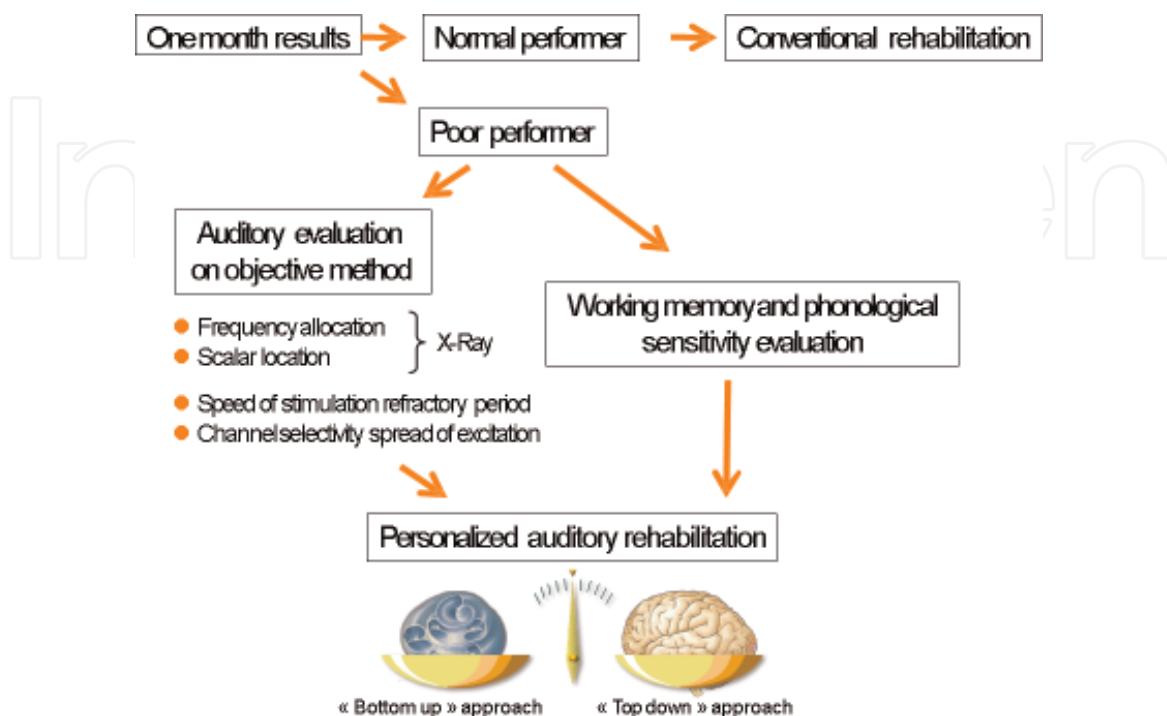 One month results
Normal performer
Conventional rehabilitation
Poor performer
Auditory evaluation
on objective method
Working memory and phonological
sensitivity evaluation
Frequency allocation
Scalar location
X-Ray
Speed of stimulation refractory period
Channel selectivity spread of excitation
Personalized auditory rehabilitation
« Bottom up » approach
« Top down » approach